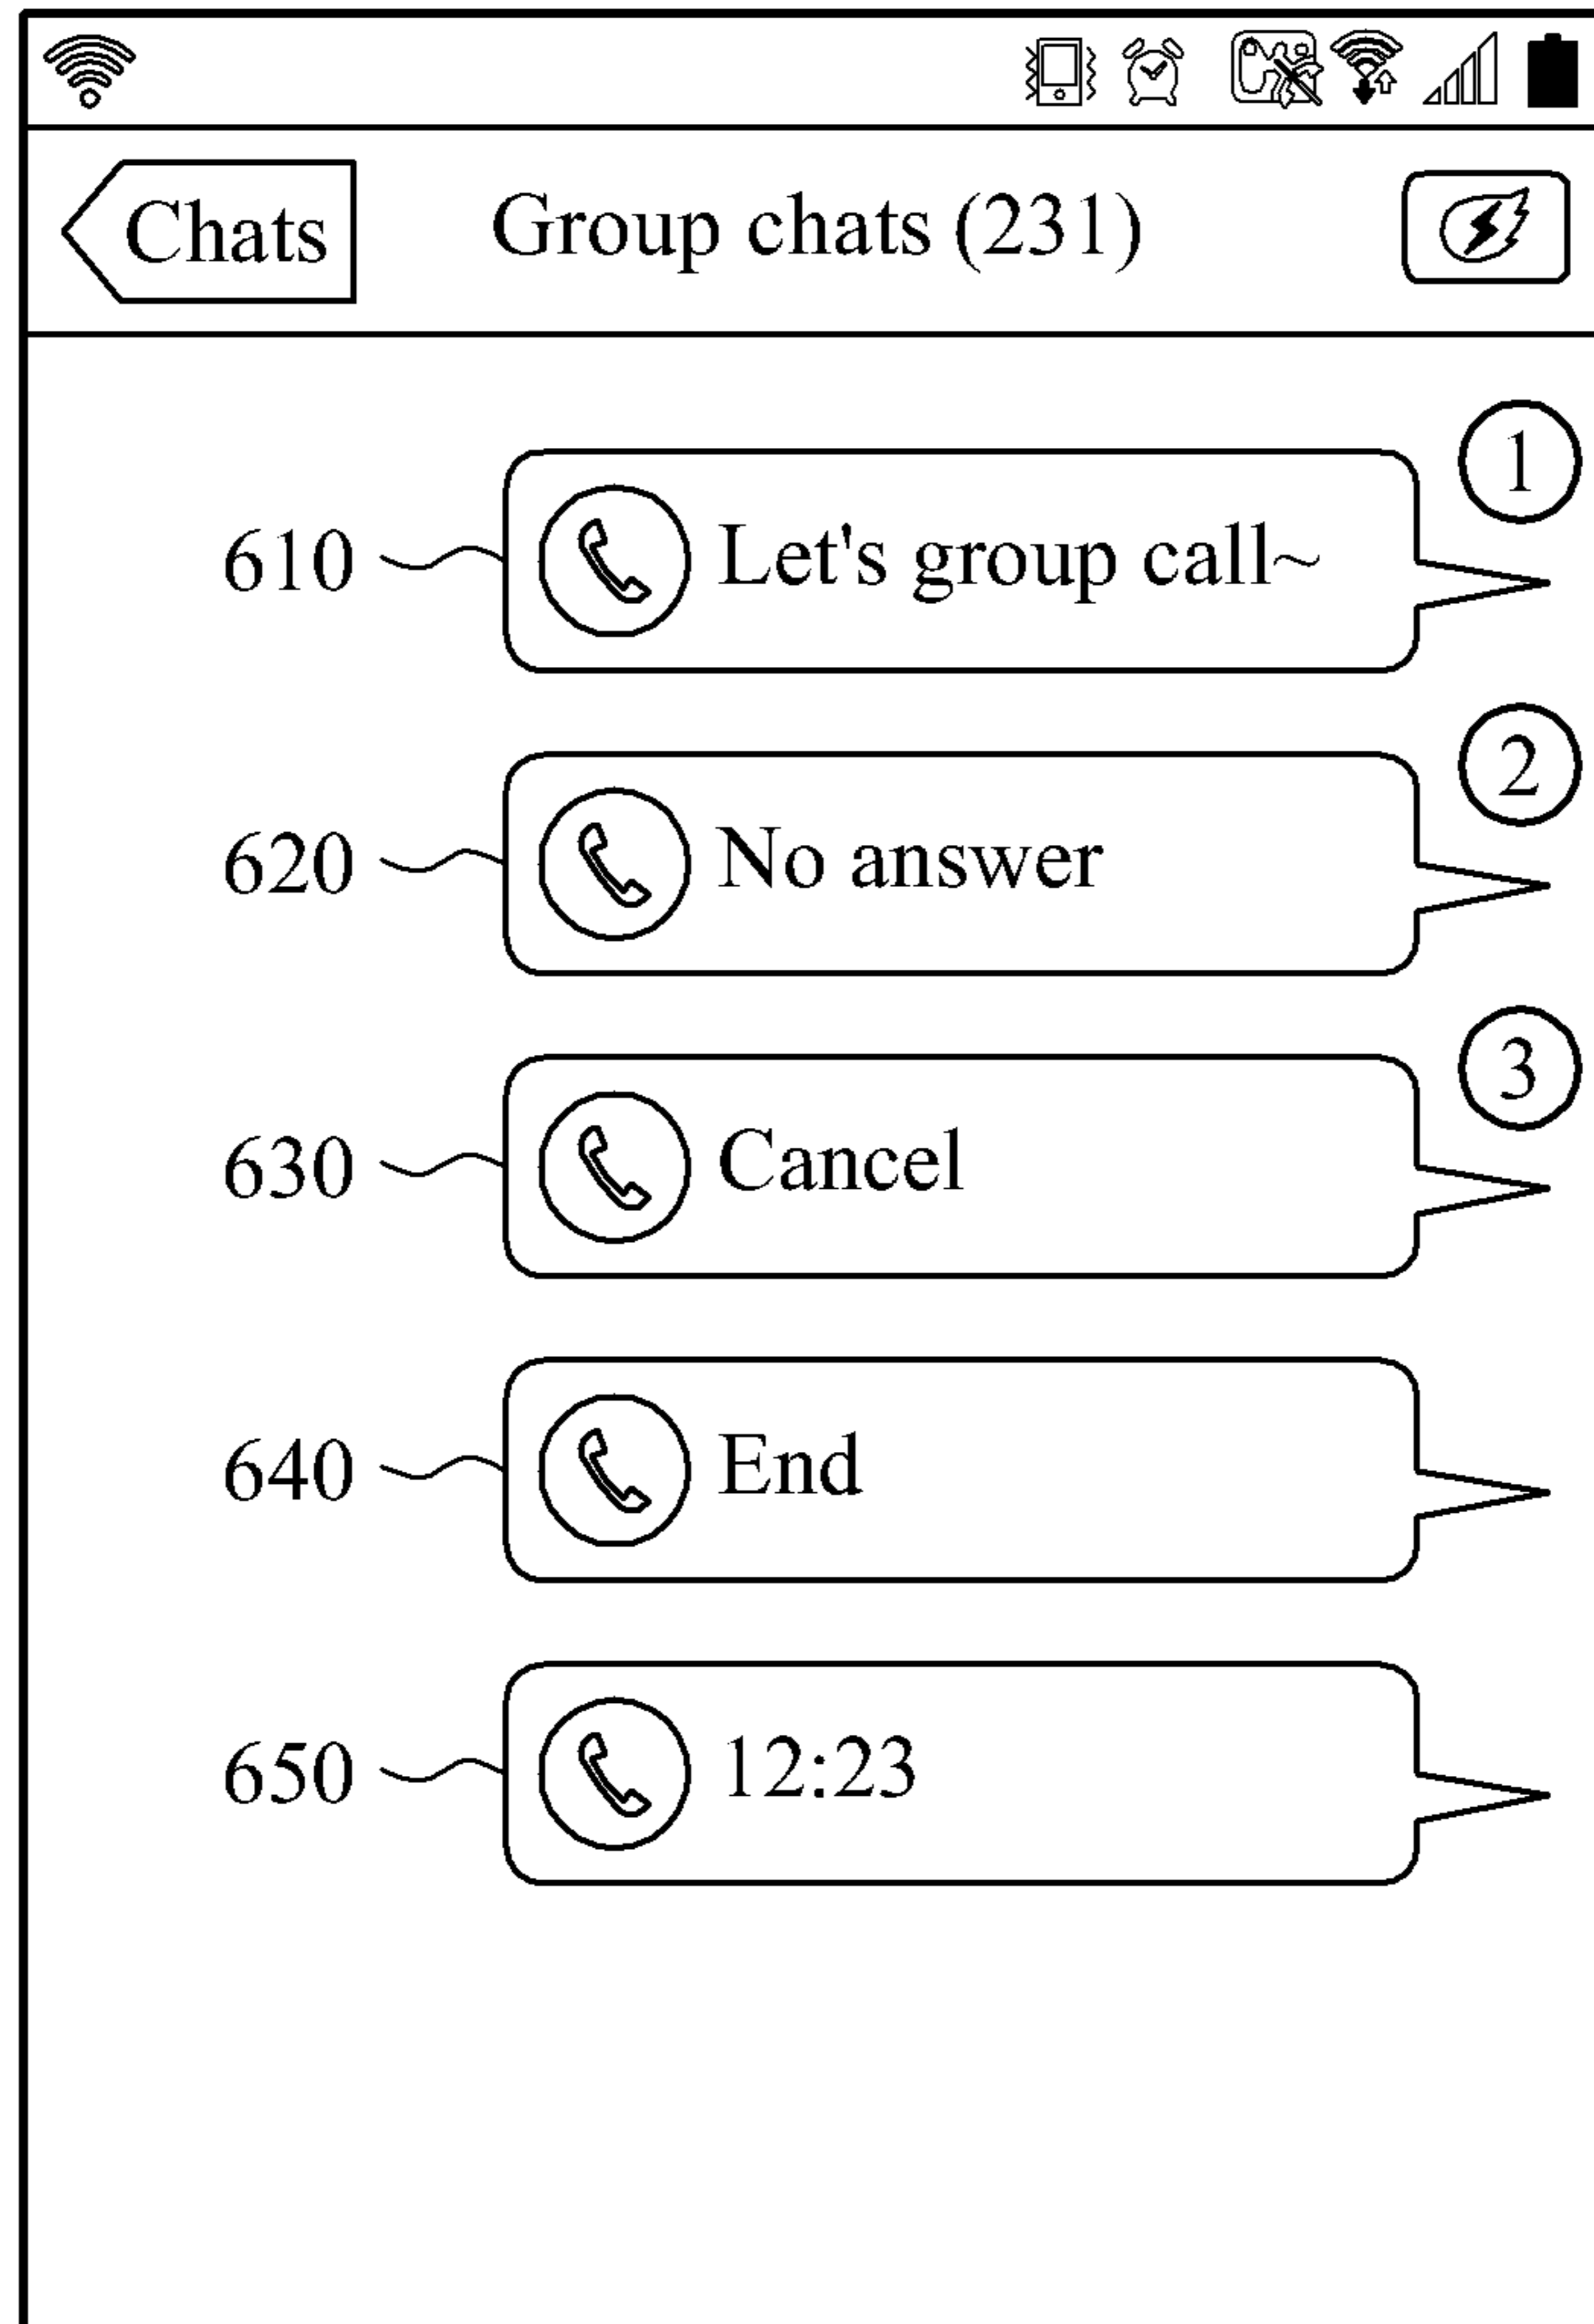 Chats Group chats (231)
1
610 Let's group call~
2
620 No answer
3
630 Cancel
640 End
650 12:23